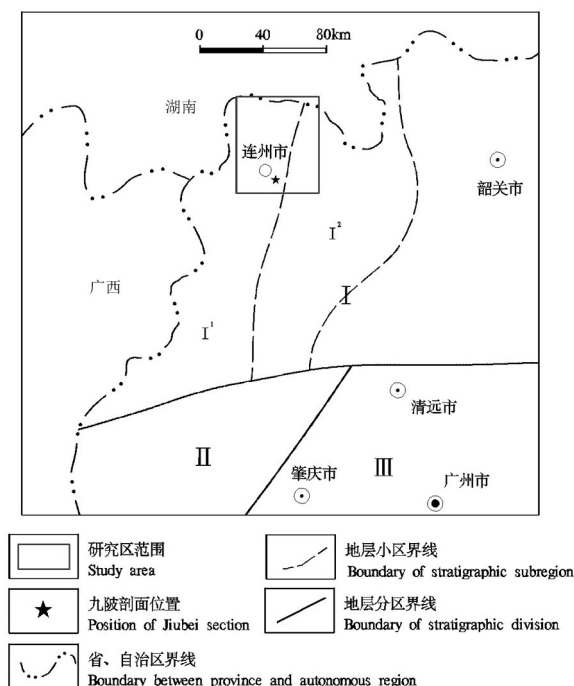 0 40 80km
湖南
连州市
韶关市
I²
I
广西
I¹
清远市
II
III
肇庆市
广州市
研究区范围
Study area
地层小区界线
Boundary of stratigraphic subregion
九陂剖面位置
Position of Jiubei section
地层分区界线
Boundary of stratigraphic division
省、自治区界线
Boundary between province and autonomous region